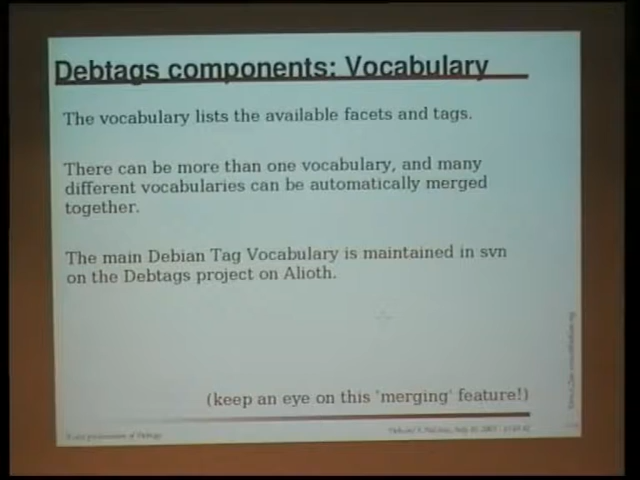 Debtags components: Vocabulary
The vocabulary lists the available facets and tags.
There can be more than one vocabulary, and many
different vocabularies can be automatically merged
together.
The main Debian Tag Vocabulary is maintained in svn
on the Debtags project on Alioth.
(keep an eye on this 'merging' feature!)